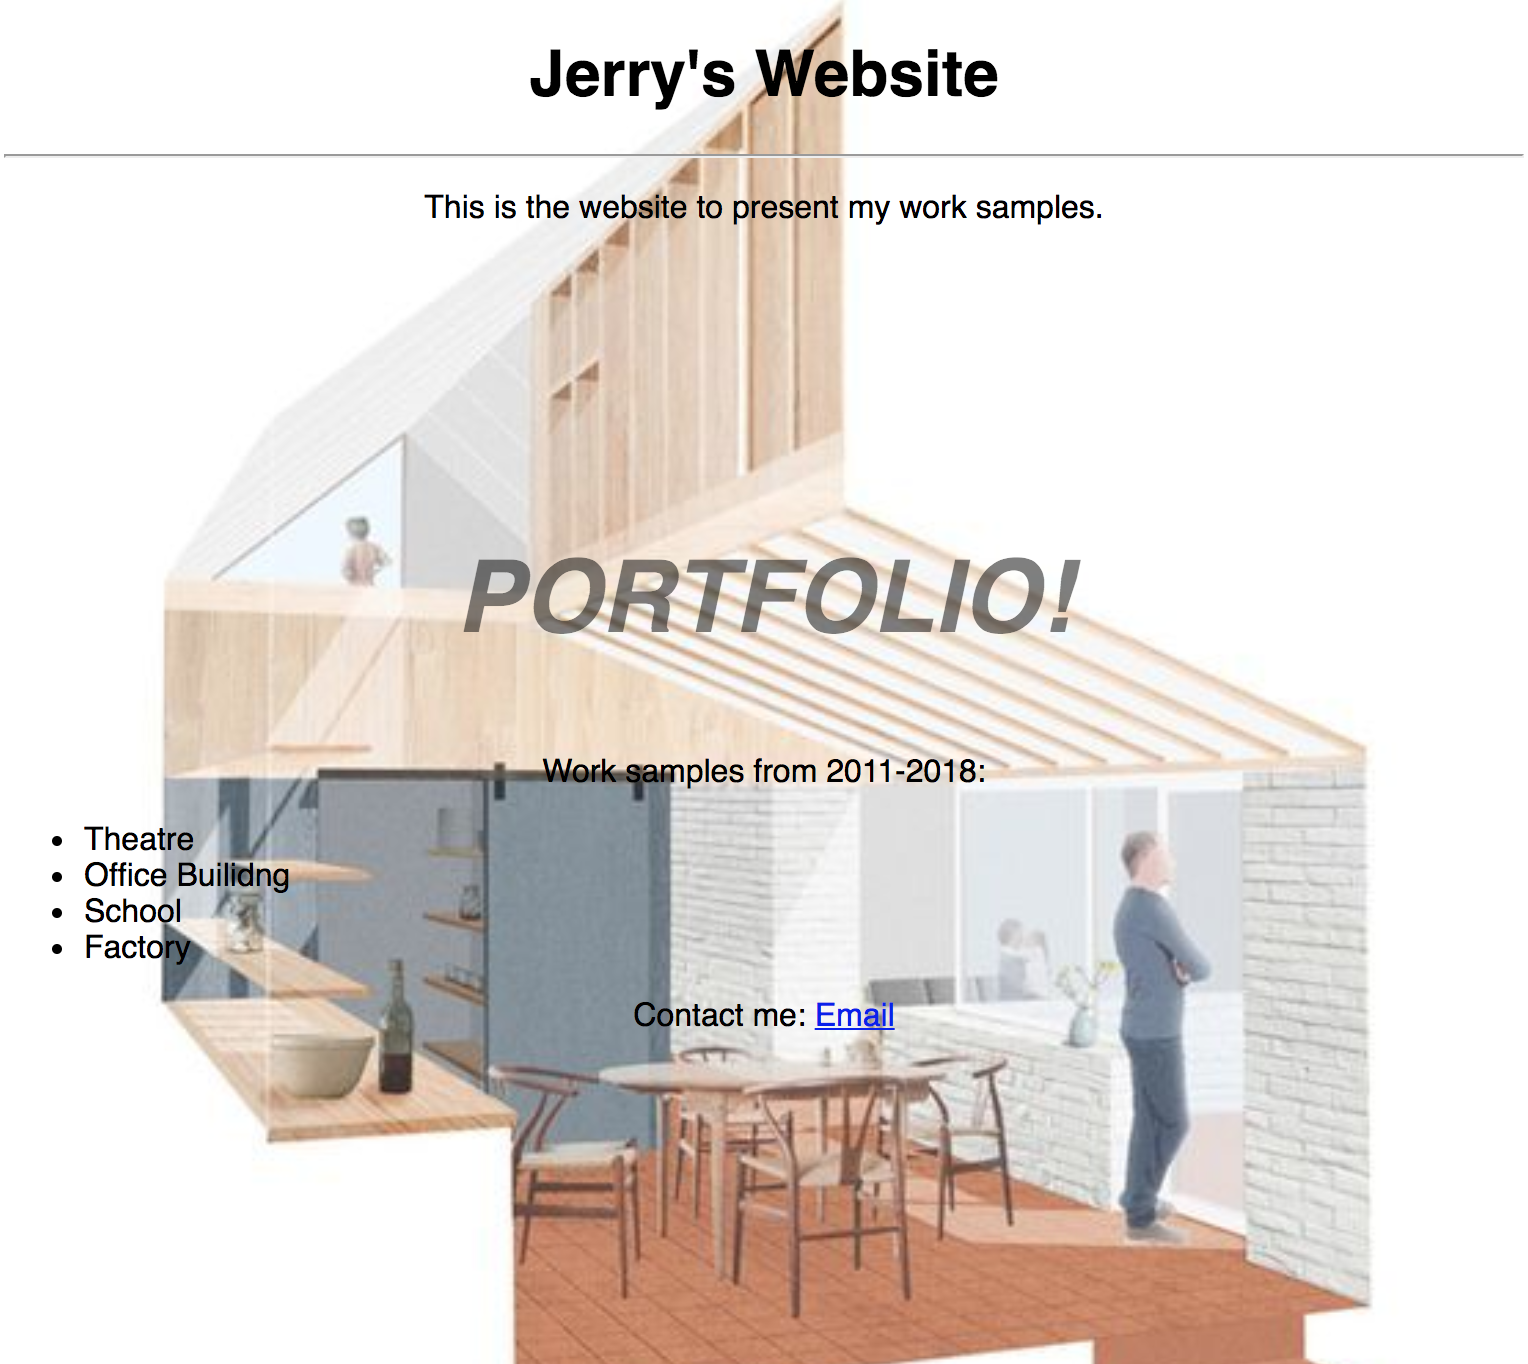 Jerry's Website
This is the website to present my work samples.
PORTFOLIO!
Work samples from 2011-2018:
Theatre
Office Builidng
School
Factory
Contact me: Email